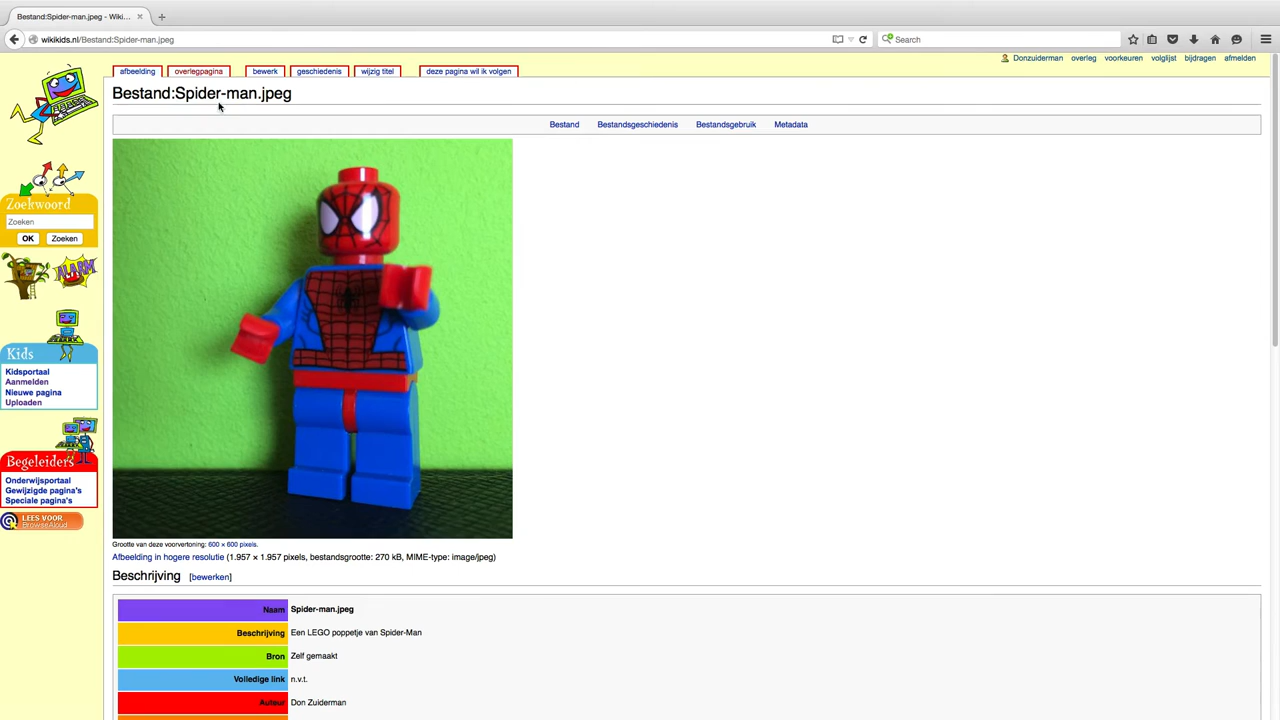 Bestand:Spider-man.jpeg - Wiki...
wikikids.nl/Bestand:Spider-man.jpeg
Search
Donzuiderman overleg voorkeuren volglijst bijdragen afmelden
afbeelding overlegpagina bewerk geschiedenis wijzig titel deze pagina wil ik volgen
Bestand:Spider-man.jpeg
Bestand Bestandsgeschiedenis Bestandsgebruik Metadata
Zoekwoord
Zoeken
OK Zoeken
ALARM
Kids
Kidsportaal
Aanmelden
Nieuwe pagina
Uploaden
Begeleiders
Onderwijsportaal
Gewijzigde pagina's
Speciale pagina's
LEES VOOR
BrowseAloud
Grootte van deze voorvertoning: 600 × 600 pixels.
Afbeelding in hogere resolutie (1.957 × 1.957 pixels, bestandsgrootte: 270 kB, MIME-type: image/jpeg)
Beschrijving [bewerken]
Naam Spider-man.jpeg
Beschrijving Een LEGO poppetje van Spider-Man
Bron Zelf gemaakt
Volledige link n.v.t.
Auteur Don Zuiderman